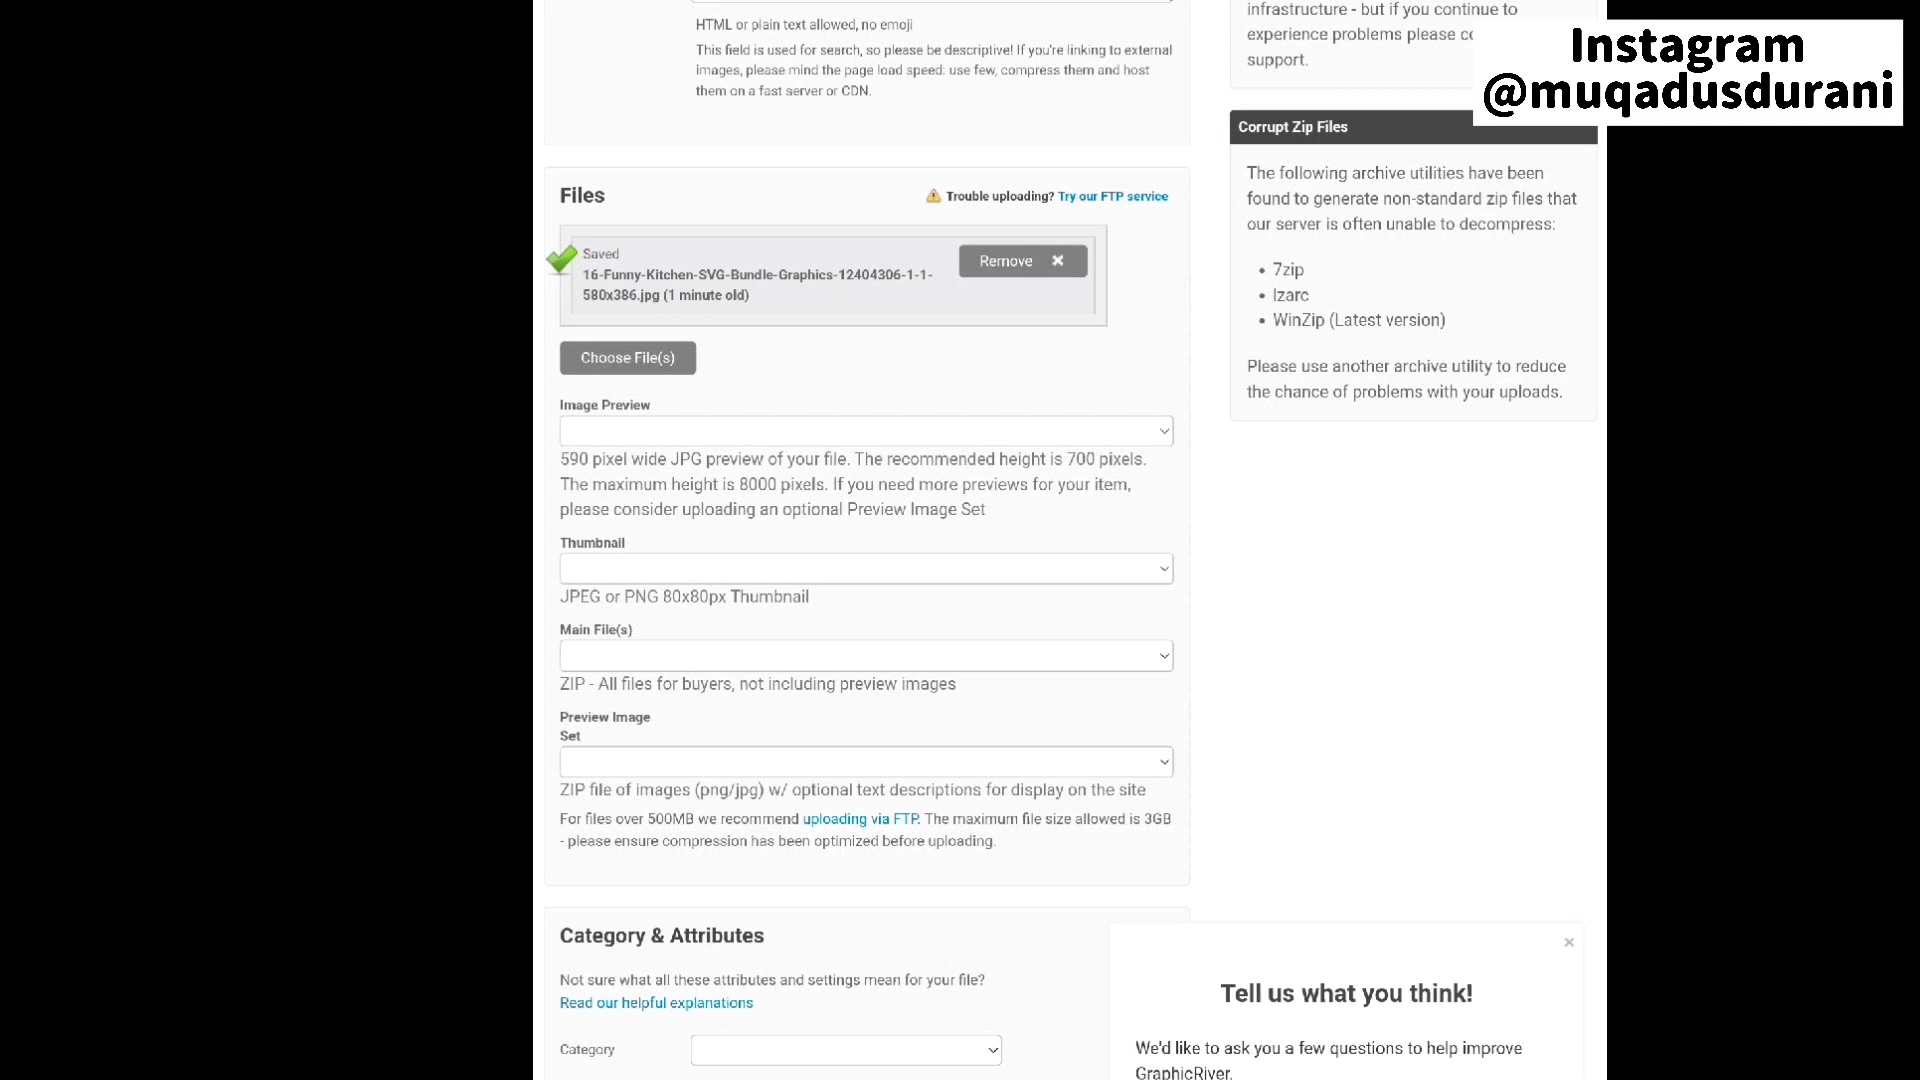 HTML or plain text allowed, no emoji
This field is used for search, so please be descriptive! If you're linking to external
images, please mind the page load speed: use few, compress them and host
them on a fast server or CDN.
infrastructure - but if you continue to
experience problems please
support.
Instagram
@muqadusdurani
Files
Trouble uploading? Try our FTP service
Saved
16-Funny-Kitchen-SVG-Bundle-Graphics-12404306-1-1-
580x386.jpg (1 minute old)
Remove
Choose File(s)
Image Preview
590 pixel wide JPG preview of your file. The recommended height is 700 pixels.
The maximum height is 8000 pixels. If you need more previews for your item,
please consider uploading an optional Preview Image Set
Thumbnail
JPEG or PNG 80x80px Thumbnail
Main File(s)
ZIP - All files for buyers, not including preview images
Preview Image
Set
ZIP file of images (png/jpg) w/ optional text descriptions for display on the site
For files over 500MB we recommend uploading via FTP. The maximum file size allowed is 3GB
- please ensure compression has been optimized before uploading.
Corrupt Zip Files
The following archive utilities have been
found to generate non-standard zip files that
our server is often unable to decompress:
• 7zip
• Izarc
• WinZip (Latest version)
Please use another archive utility to reduce
the chance of problems with your uploads.
Category & Attributes
Not sure what all these attributes and settings mean for your file?
Read our helpful explanations
Category
Tell us what you think!
We'd like to ask you a few questions to help improve
GraphicRiver.